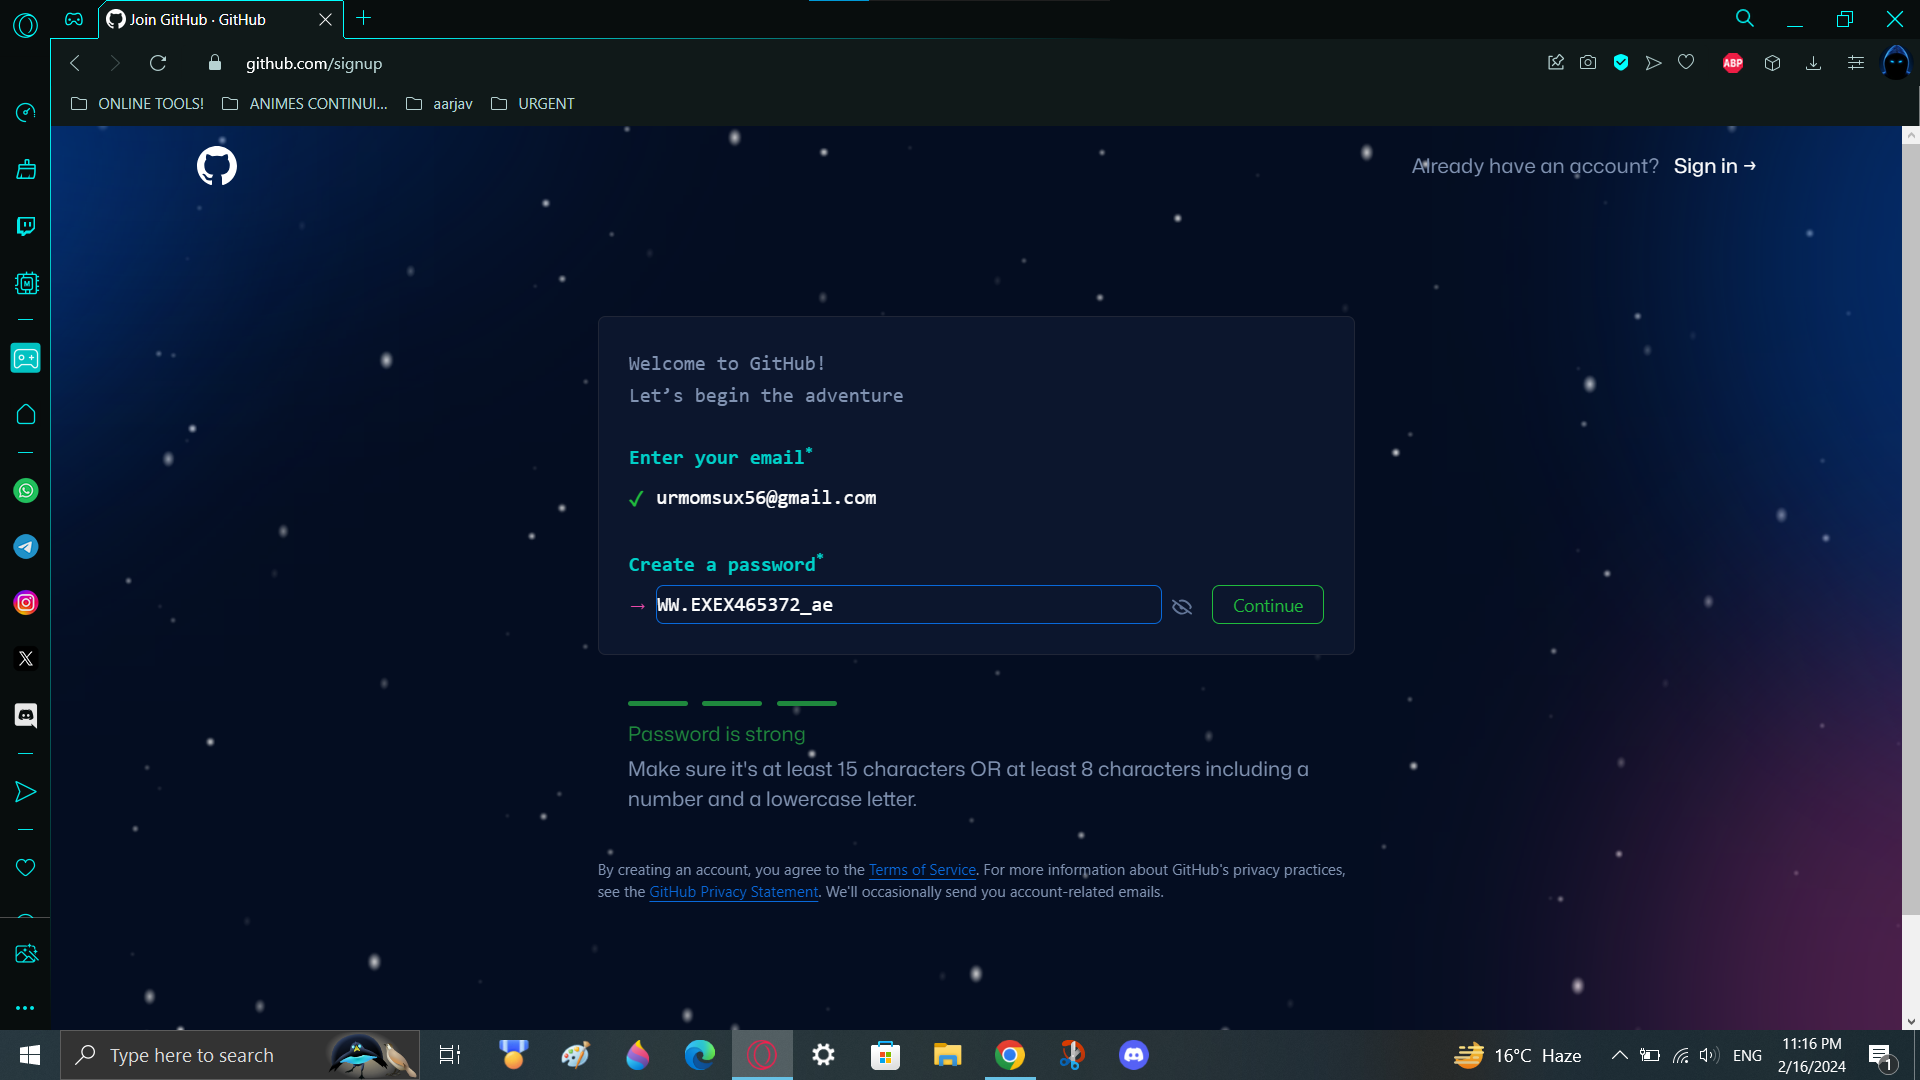 Join GitHub · GitHub
github.com/signup
ABP
ONLINE TOOLS!
ANIMES CONTINUI...
aarjav
URGENT
Already have an account? Sign in →
Welcome to GitHub!
Let’s begin the adventure
Enter your email*
✓ urmomsux56@gmail.com
Create a password*
→ WW.EXEX465372_ae
Continue
Password is strong
Make sure it's at least 15 characters OR at least 8 characters including a
number and a lowercase letter.
By creating an account, you agree to the Terms of Service. For more information about GitHub's privacy practices,
see the GitHub Privacy Statement. We'll occasionally send you account-related emails.
Type here to search
16°C Haze
ENG
11:16 PM
2/16/2024
1